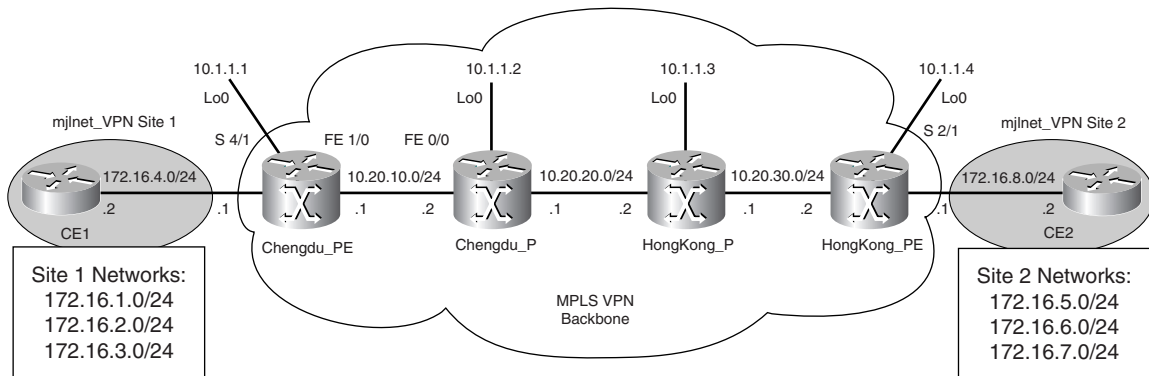 10.1.1.1
10.1.1.2
10.1.1.3
10.1.1.4
Lo0
Lo0
Lo0
Lo0
mjlnet_VPN Site 1
S 4/1
FE 1/0
FE 0/0
S 2/1
mjlnet_VPN Site 2
172.16.4.0/24
10.20.10.0/24
10.20.20.0/24
10.20.30.0/24
172.16.8.0/24
.2
.1
.1
.2
.1
.2
.1
.2
.1
.2
CE1
Chengdu_PE
Chengdu_P
HongKong_P
HongKong_PE
CE2
Site 1 Networks:
172.16.1.0/24
172.16.2.0/24
172.16.3.0/24
MPLS VPN
Backbone
Site 2 Networks:
172.16.5.0/24
172.16.6.0/24
172.16.7.0/24